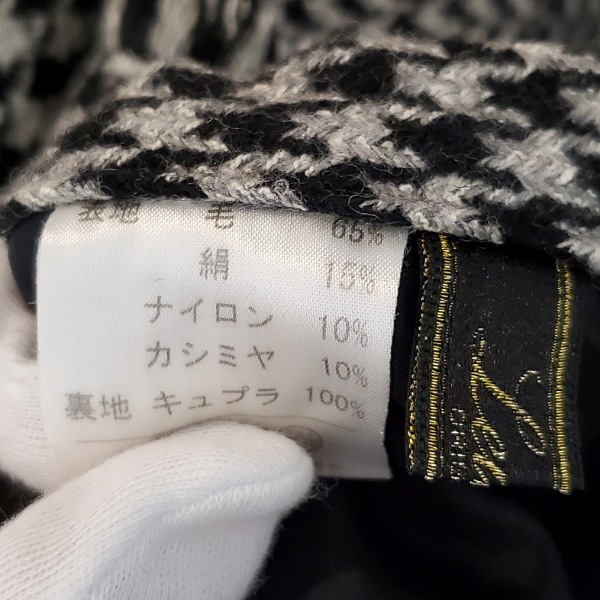 表地 毛 65%
絹 15%
ナイロン 10%
カシミヤ 10%
裏地 キュプラ 100%